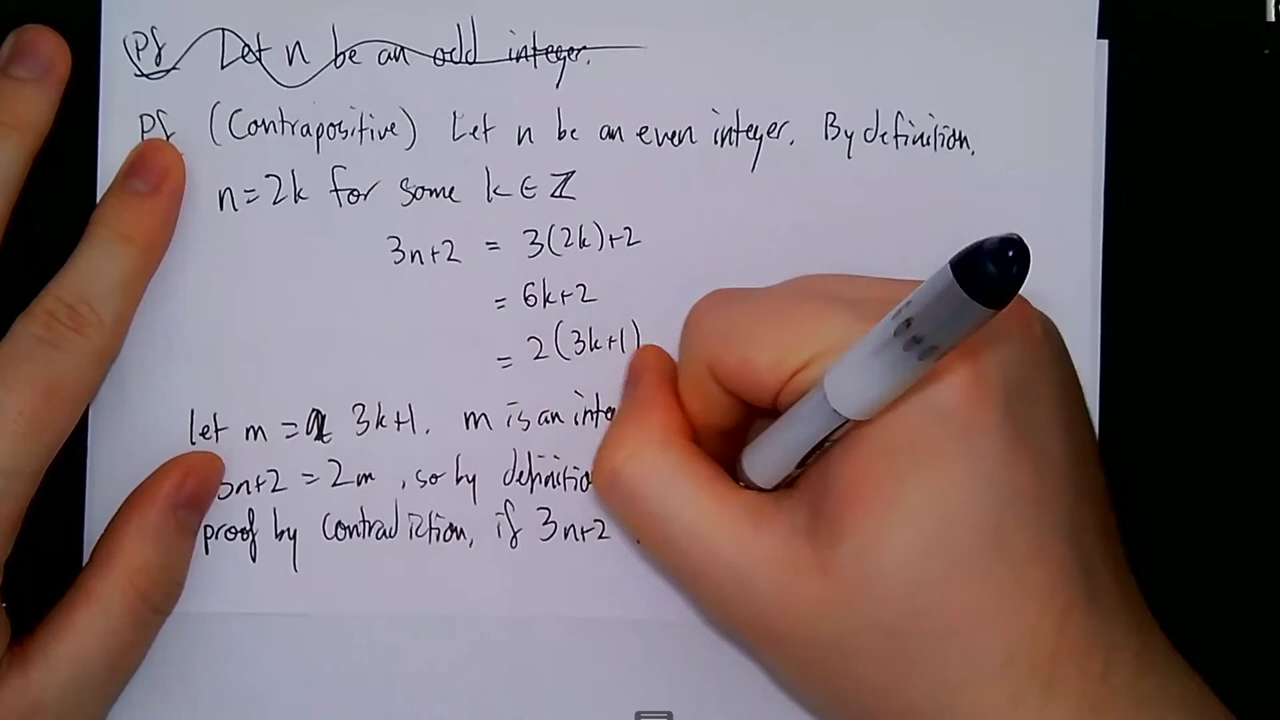 Pf Let n be an odd integer.
Pf (Contrapositive) Let n be an even integer. By definition,
n=2k for some k ∈ ℤ
3n+2 = 3(2k)+2
= 6k+2
= 2(3k+1)
Let m = 3k+1. m is an inte
3n+2 = 2m, so by definitio
proof by contradiction, if 3n+2